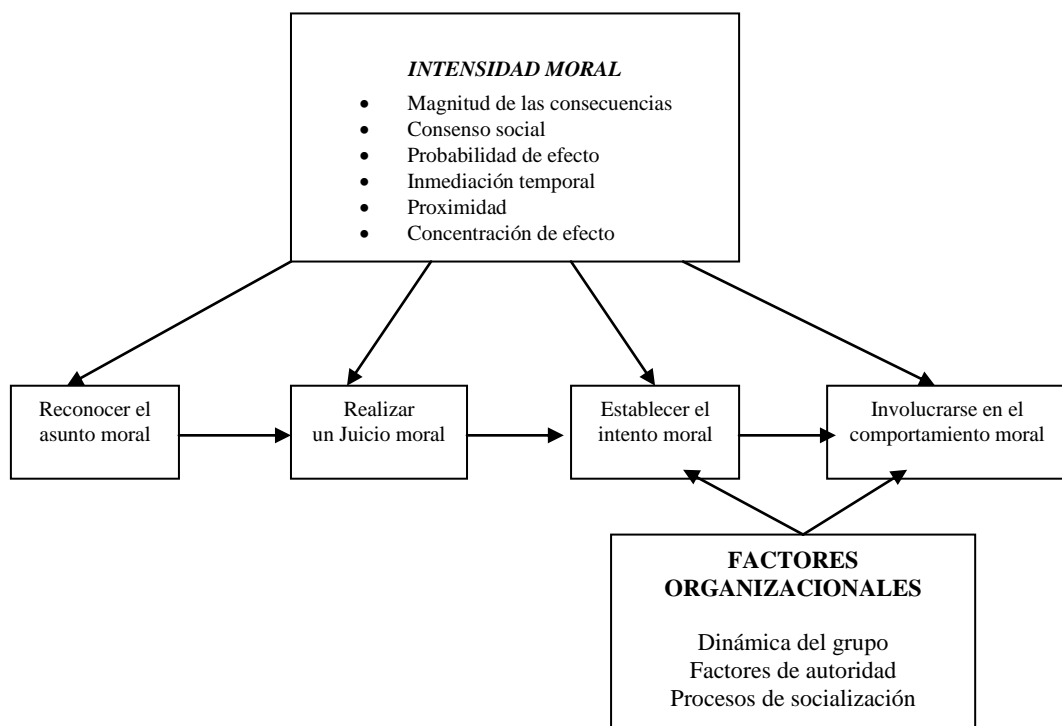 INTENSIDAD MORAL
• Magnitud de las consecuencias
• Consenso social
• Probabilidad de efecto
• Inmediación temporal
• Proximidad
• Concentración de efecto
Reconocer el
asunto moral
Realizar
un Juicio moral
Establecer el
intento moral
Involucrarse en el
comportamiento moral
FACTORES
ORGANIZACIONALES
Dinámica del grupo
Factores de autoridad
Procesos de socialización